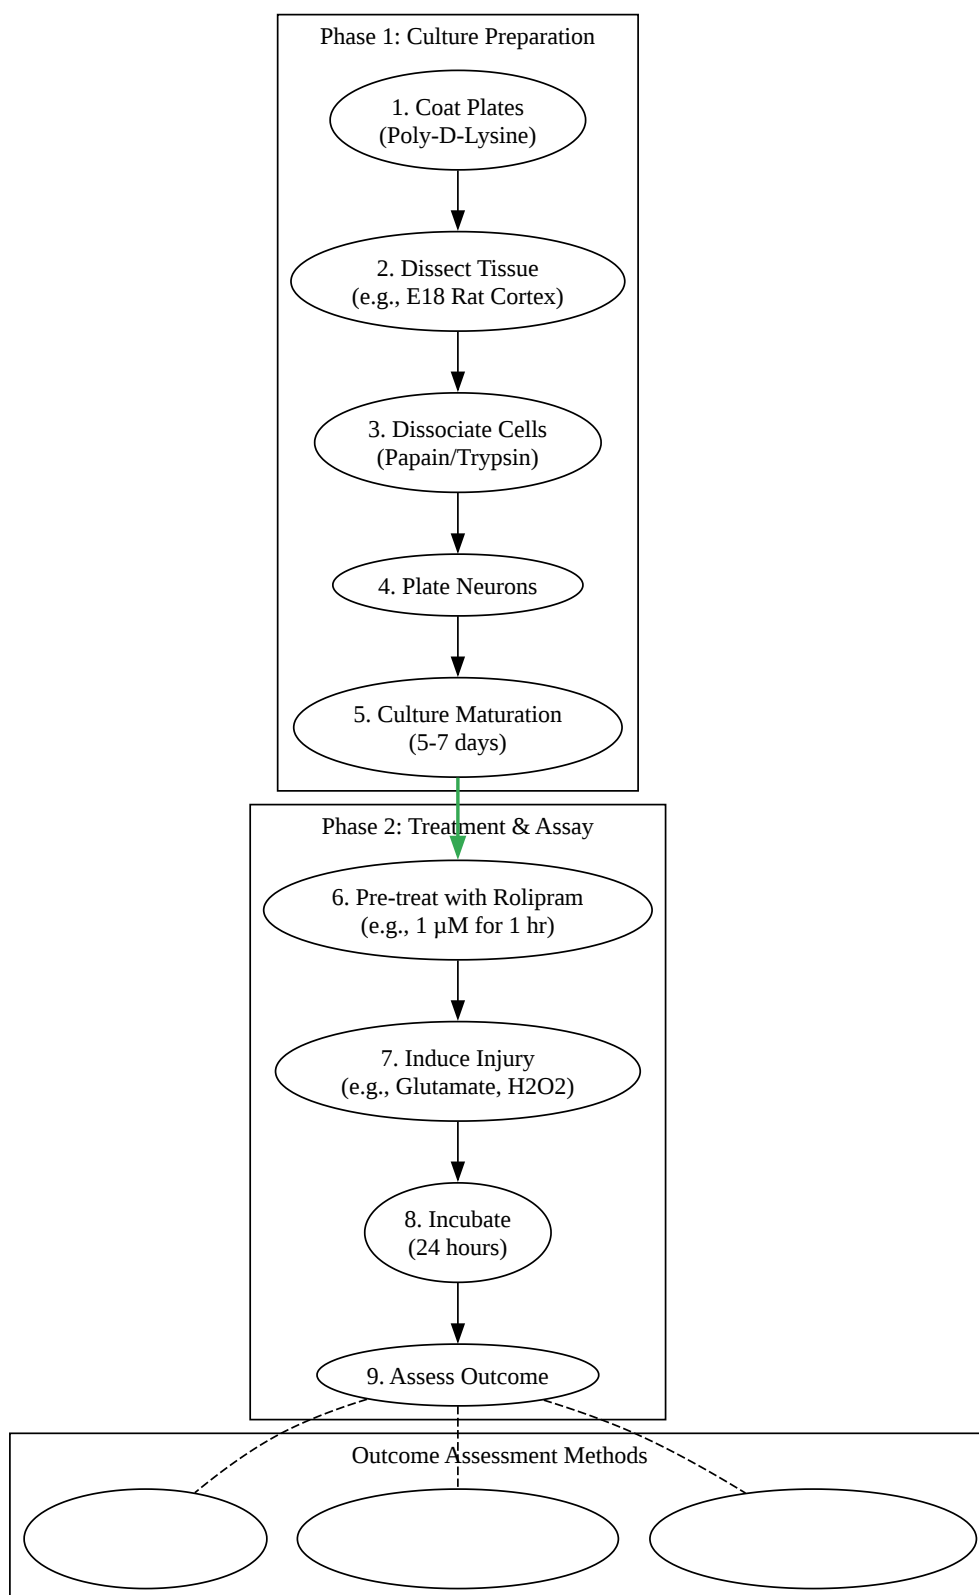 Phase 1: Culture Preparation
1. Coat Plates
(Poly-D-Lysine)
2. Dissect Tissue
(e.g., E18 Rat Cortex)
3. Dissociate Cells
(Papain/Trypsin)
4. Plate Neurons
5. Culture Maturation
(5-7 days)
Phase 2: Treatment & Assay
6. Pre-treat with Rolipram
(e.g., 1 µM for 1 hr)
7. Induce Injury
(e.g., Glutamate, H2O2)
8. Incubate
(24 hours)
9. Assess Outcome
Outcome Assessment Methods